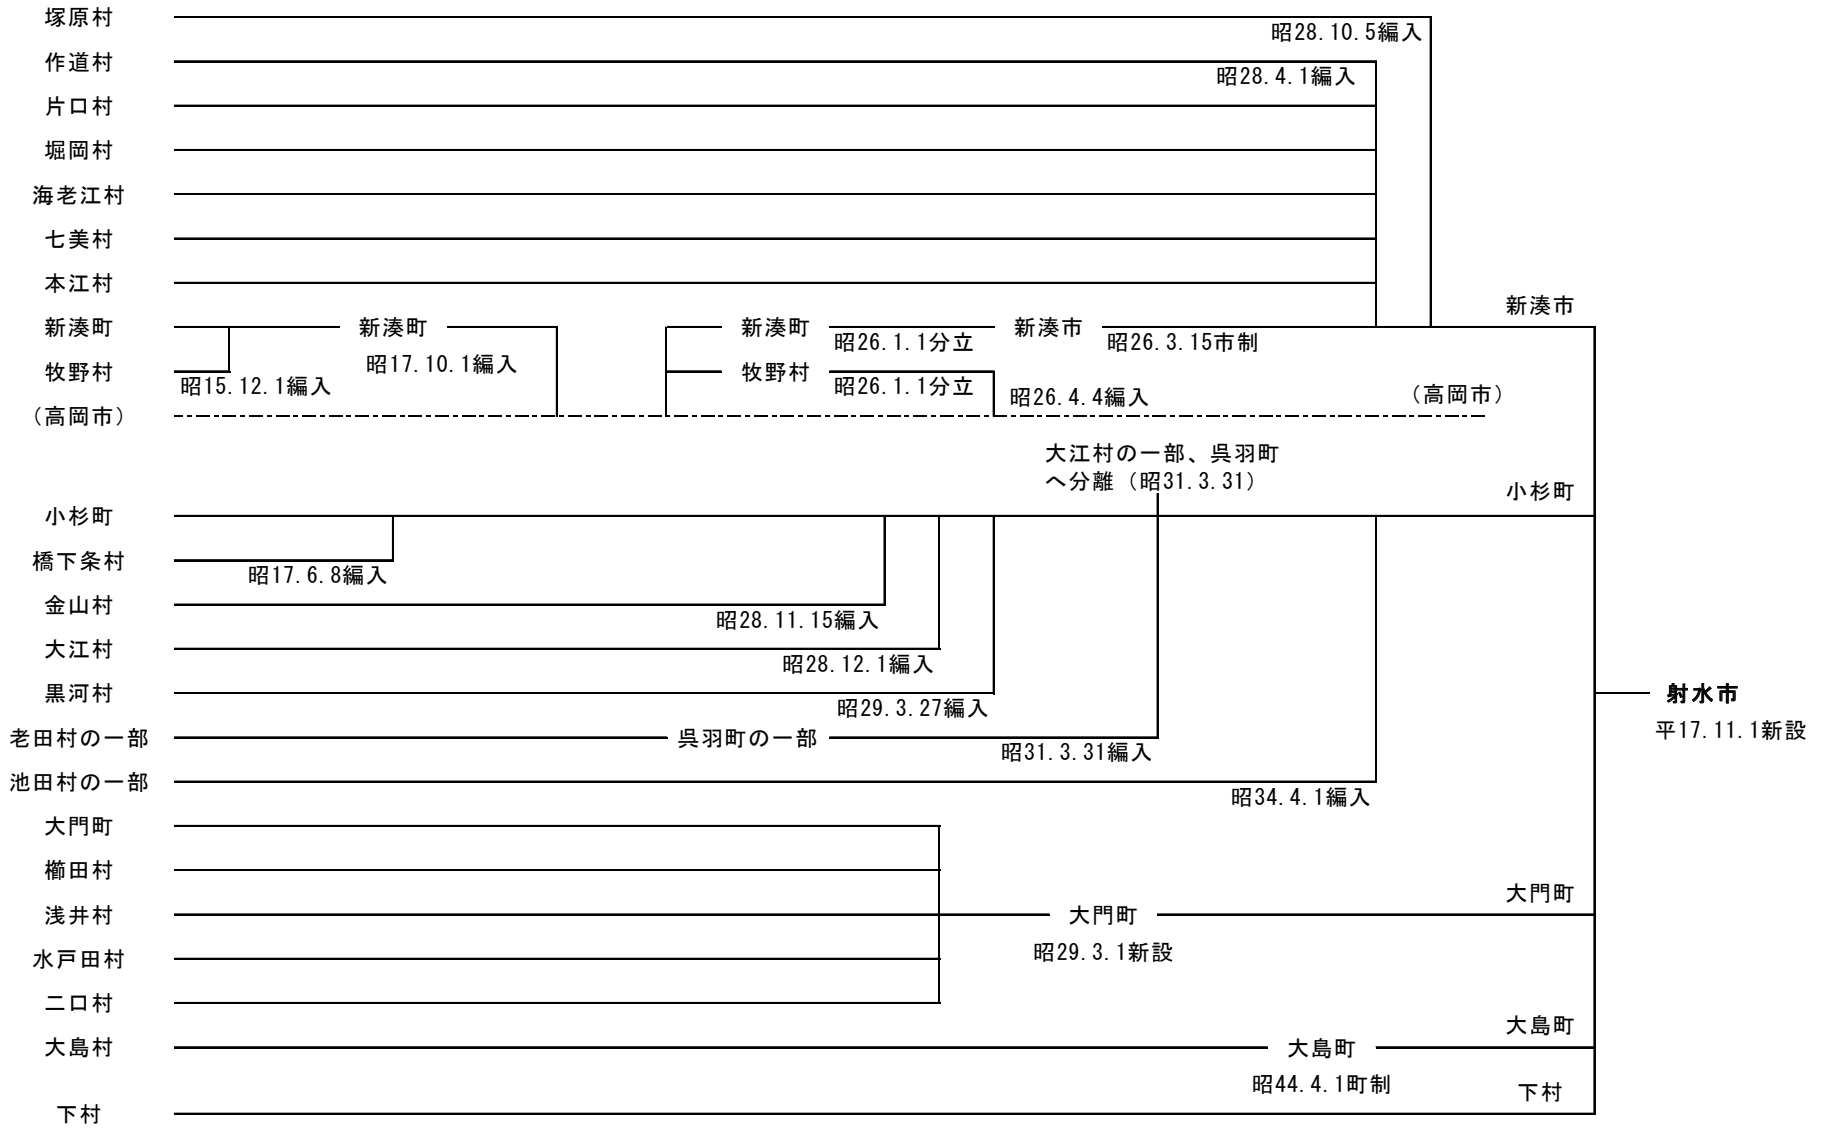 塚原村
昭28.10.5編入
作道村
昭28.4.1編入
片口村
堀岡村
海老江村
七美村
本江村
新湊市
新湊町
新湊町
新湊町
新湊市
昭26.1.1分立
昭26.3.15市制
昭17.10.1編入
牧野村
牧野村
昭15.12.1編入
昭26.1.1分立
昭26.4.4編入
（高岡市）
（高岡市）
大江村の一部、呉羽町
へ分離（昭31.3.31）
小杉町
小杉町
橋下条村
昭17.6.8編入
金山村
昭28.11.15編入
大江村
昭28.12.1編入
黒河村
射水市
昭29.3.27編入
平17.11.1新設
老田村の一部
呉羽町の一部
昭31.3.31編入
池田村の一部
昭34.4.1編入
大門町
櫛田村
大門町
浅井村
大門町
昭29.3.1新設
水戸田村
二口村
大島町
大島村
大島町
昭44.4.1町制
下村
下村